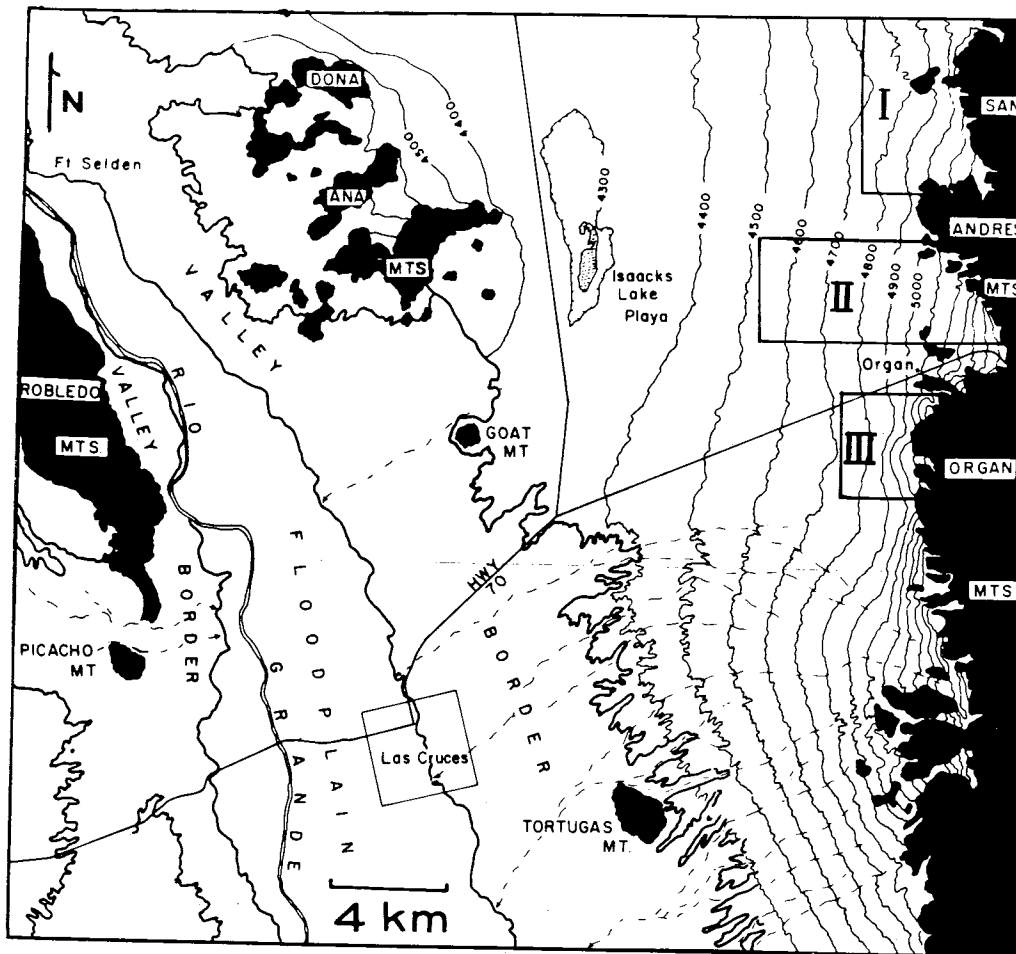 N
DONA
ANA
MTS
4500
4400
Ft Selden
VALLEY
4300
Isaacks
Lake
Playa
4400
4500
4600
4700
4800
4900
5000
I
II
III
SAN
ANDRES
MTS
Organ
ORGAN
MTS
ROBLEDO
MTS.
VALLEY
BORDER
RIO
GRANDE
FLOOD PLAIN
GOAT
MT
HWY
70
BORDER
PICACHO
MT
Las Cruces
TORTUGAS
MT.
4 km